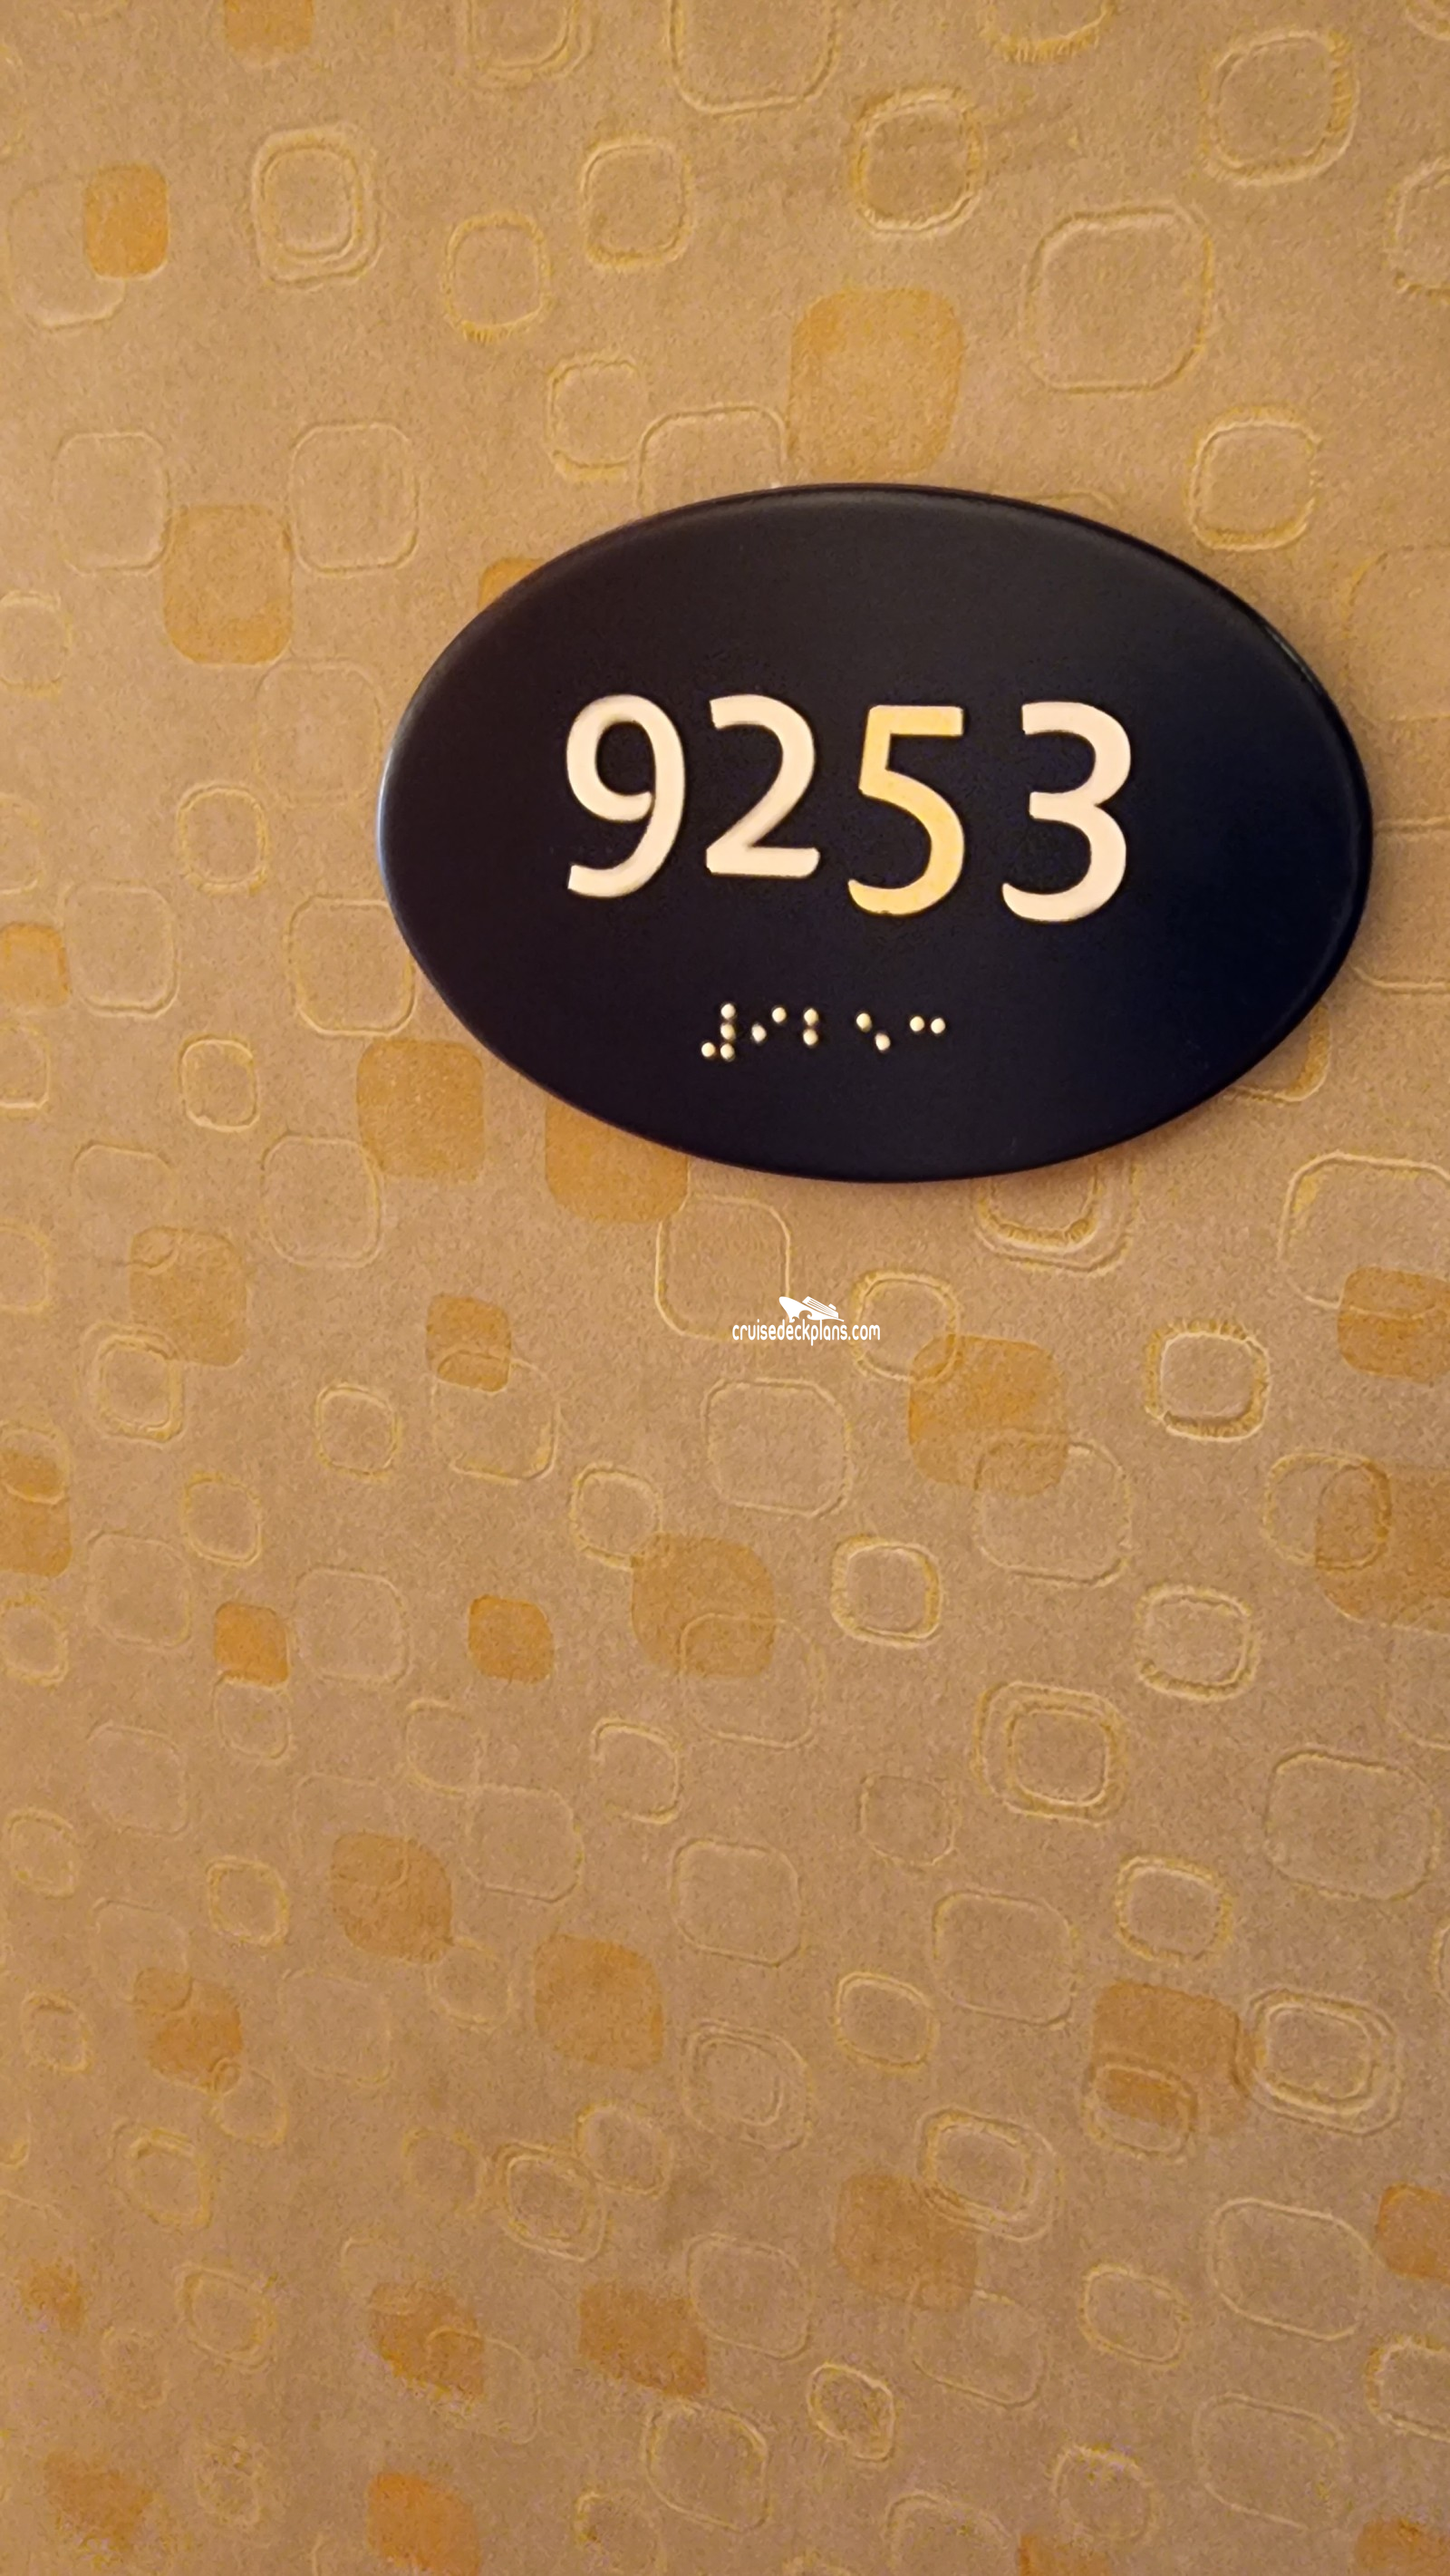 9253
⠼⠊⠃⠑⠉
cruisedeckplans.com